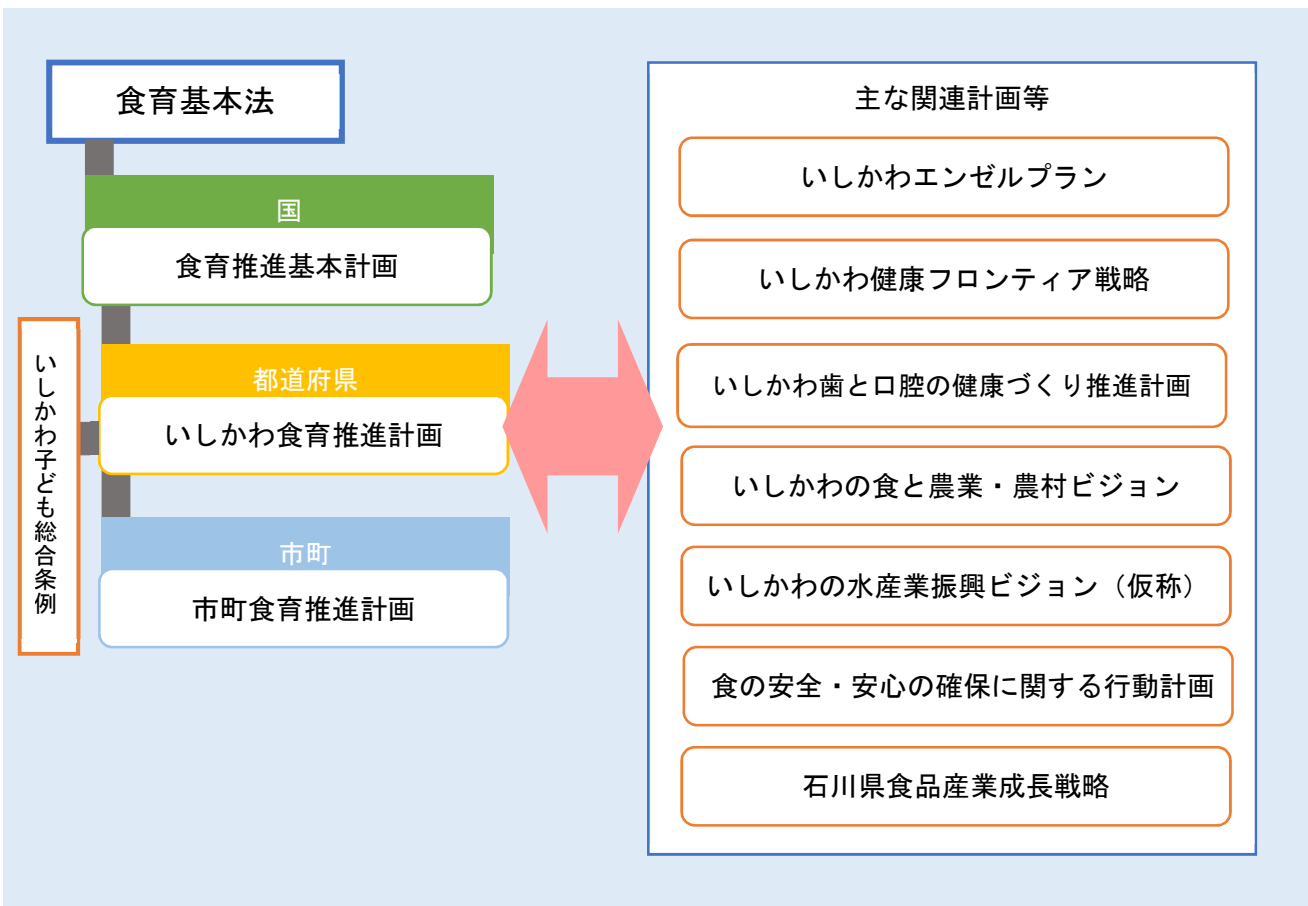 食育基本法
国
食育推進基本計画
都道府県
いしかわ食育推進計画
市町
市町食育推進計画
いしかわ子ども総合条例
主な関連計画等
いしかわエンゼルプラン
いしかわ健康フロンティア戦略
いしかわ歯と口腔の健康づくり推進計画
いしかわの食と農業・農村ビジョン
いしかわの水産業振興ビジョン（仮称）
食の安全・安心の確保に関する行動計画
石川県食品産業成長戦略